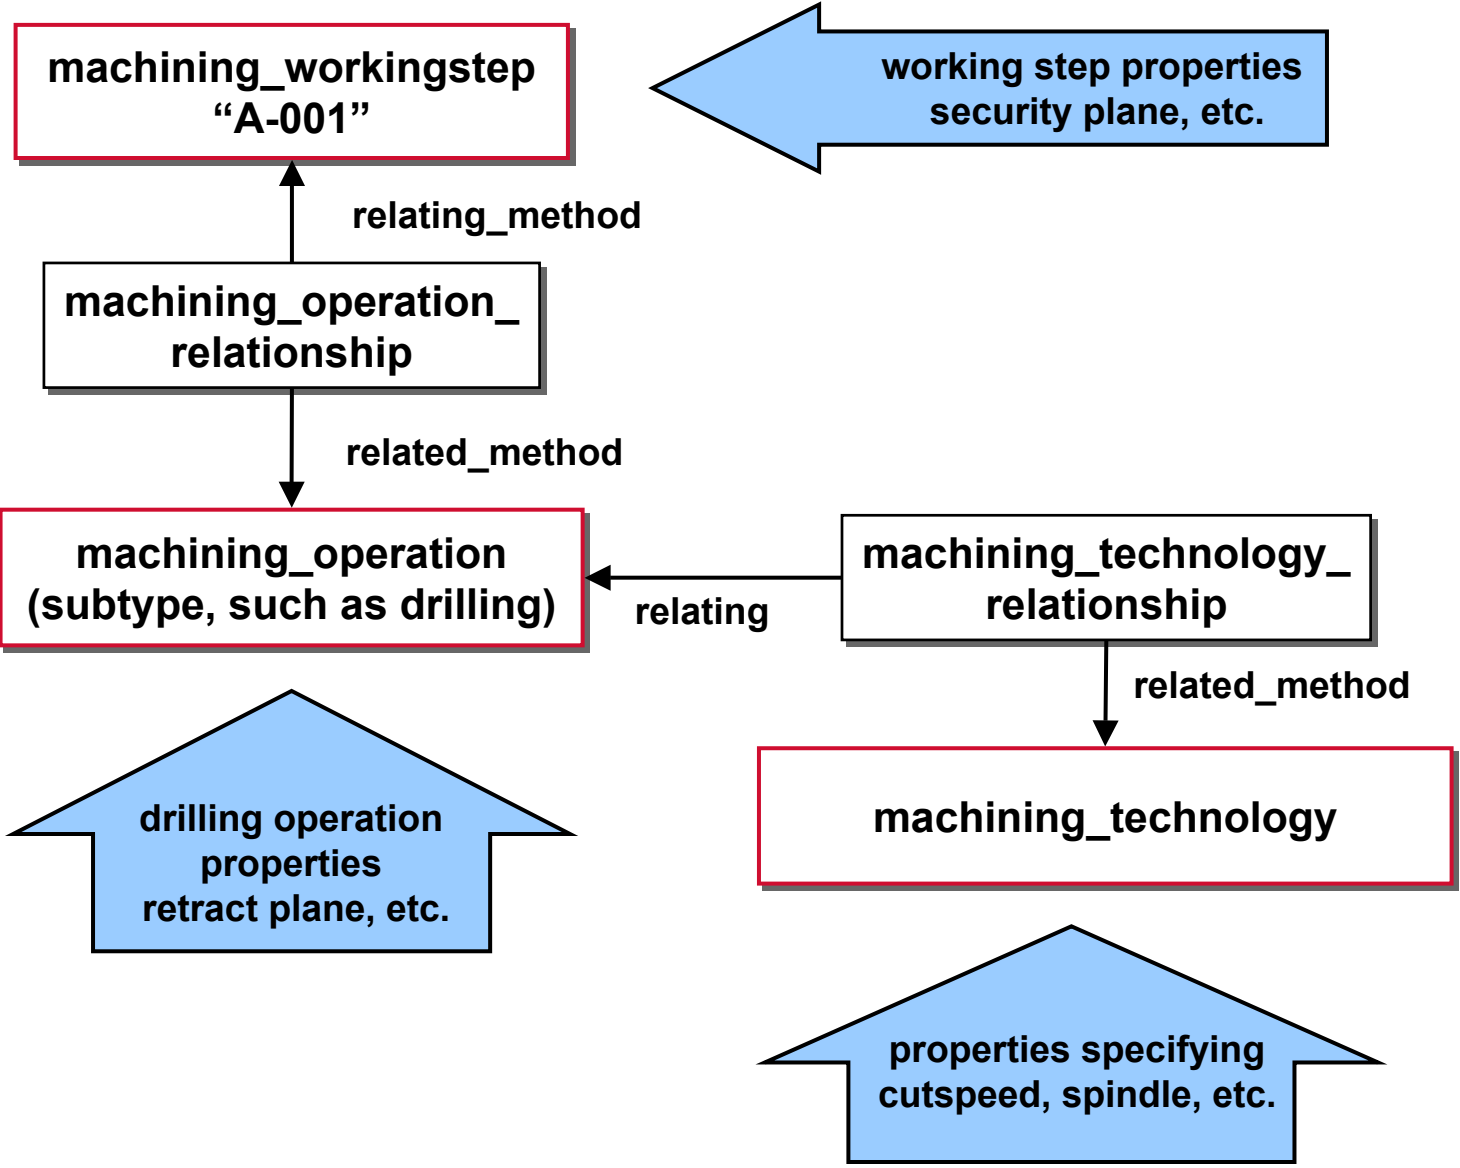 machining_workingstep
“A-001”
working step properties
security plane, etc.
relating_method
machining_operation_
relationship
related_method
machining_operation
(subtype, such as drilling)
relating
machining_technology_
relationship
related_method
drilling operation
properties
retract plane, etc.
machining_technology
properties specifying
cutspeed, spindle, etc.